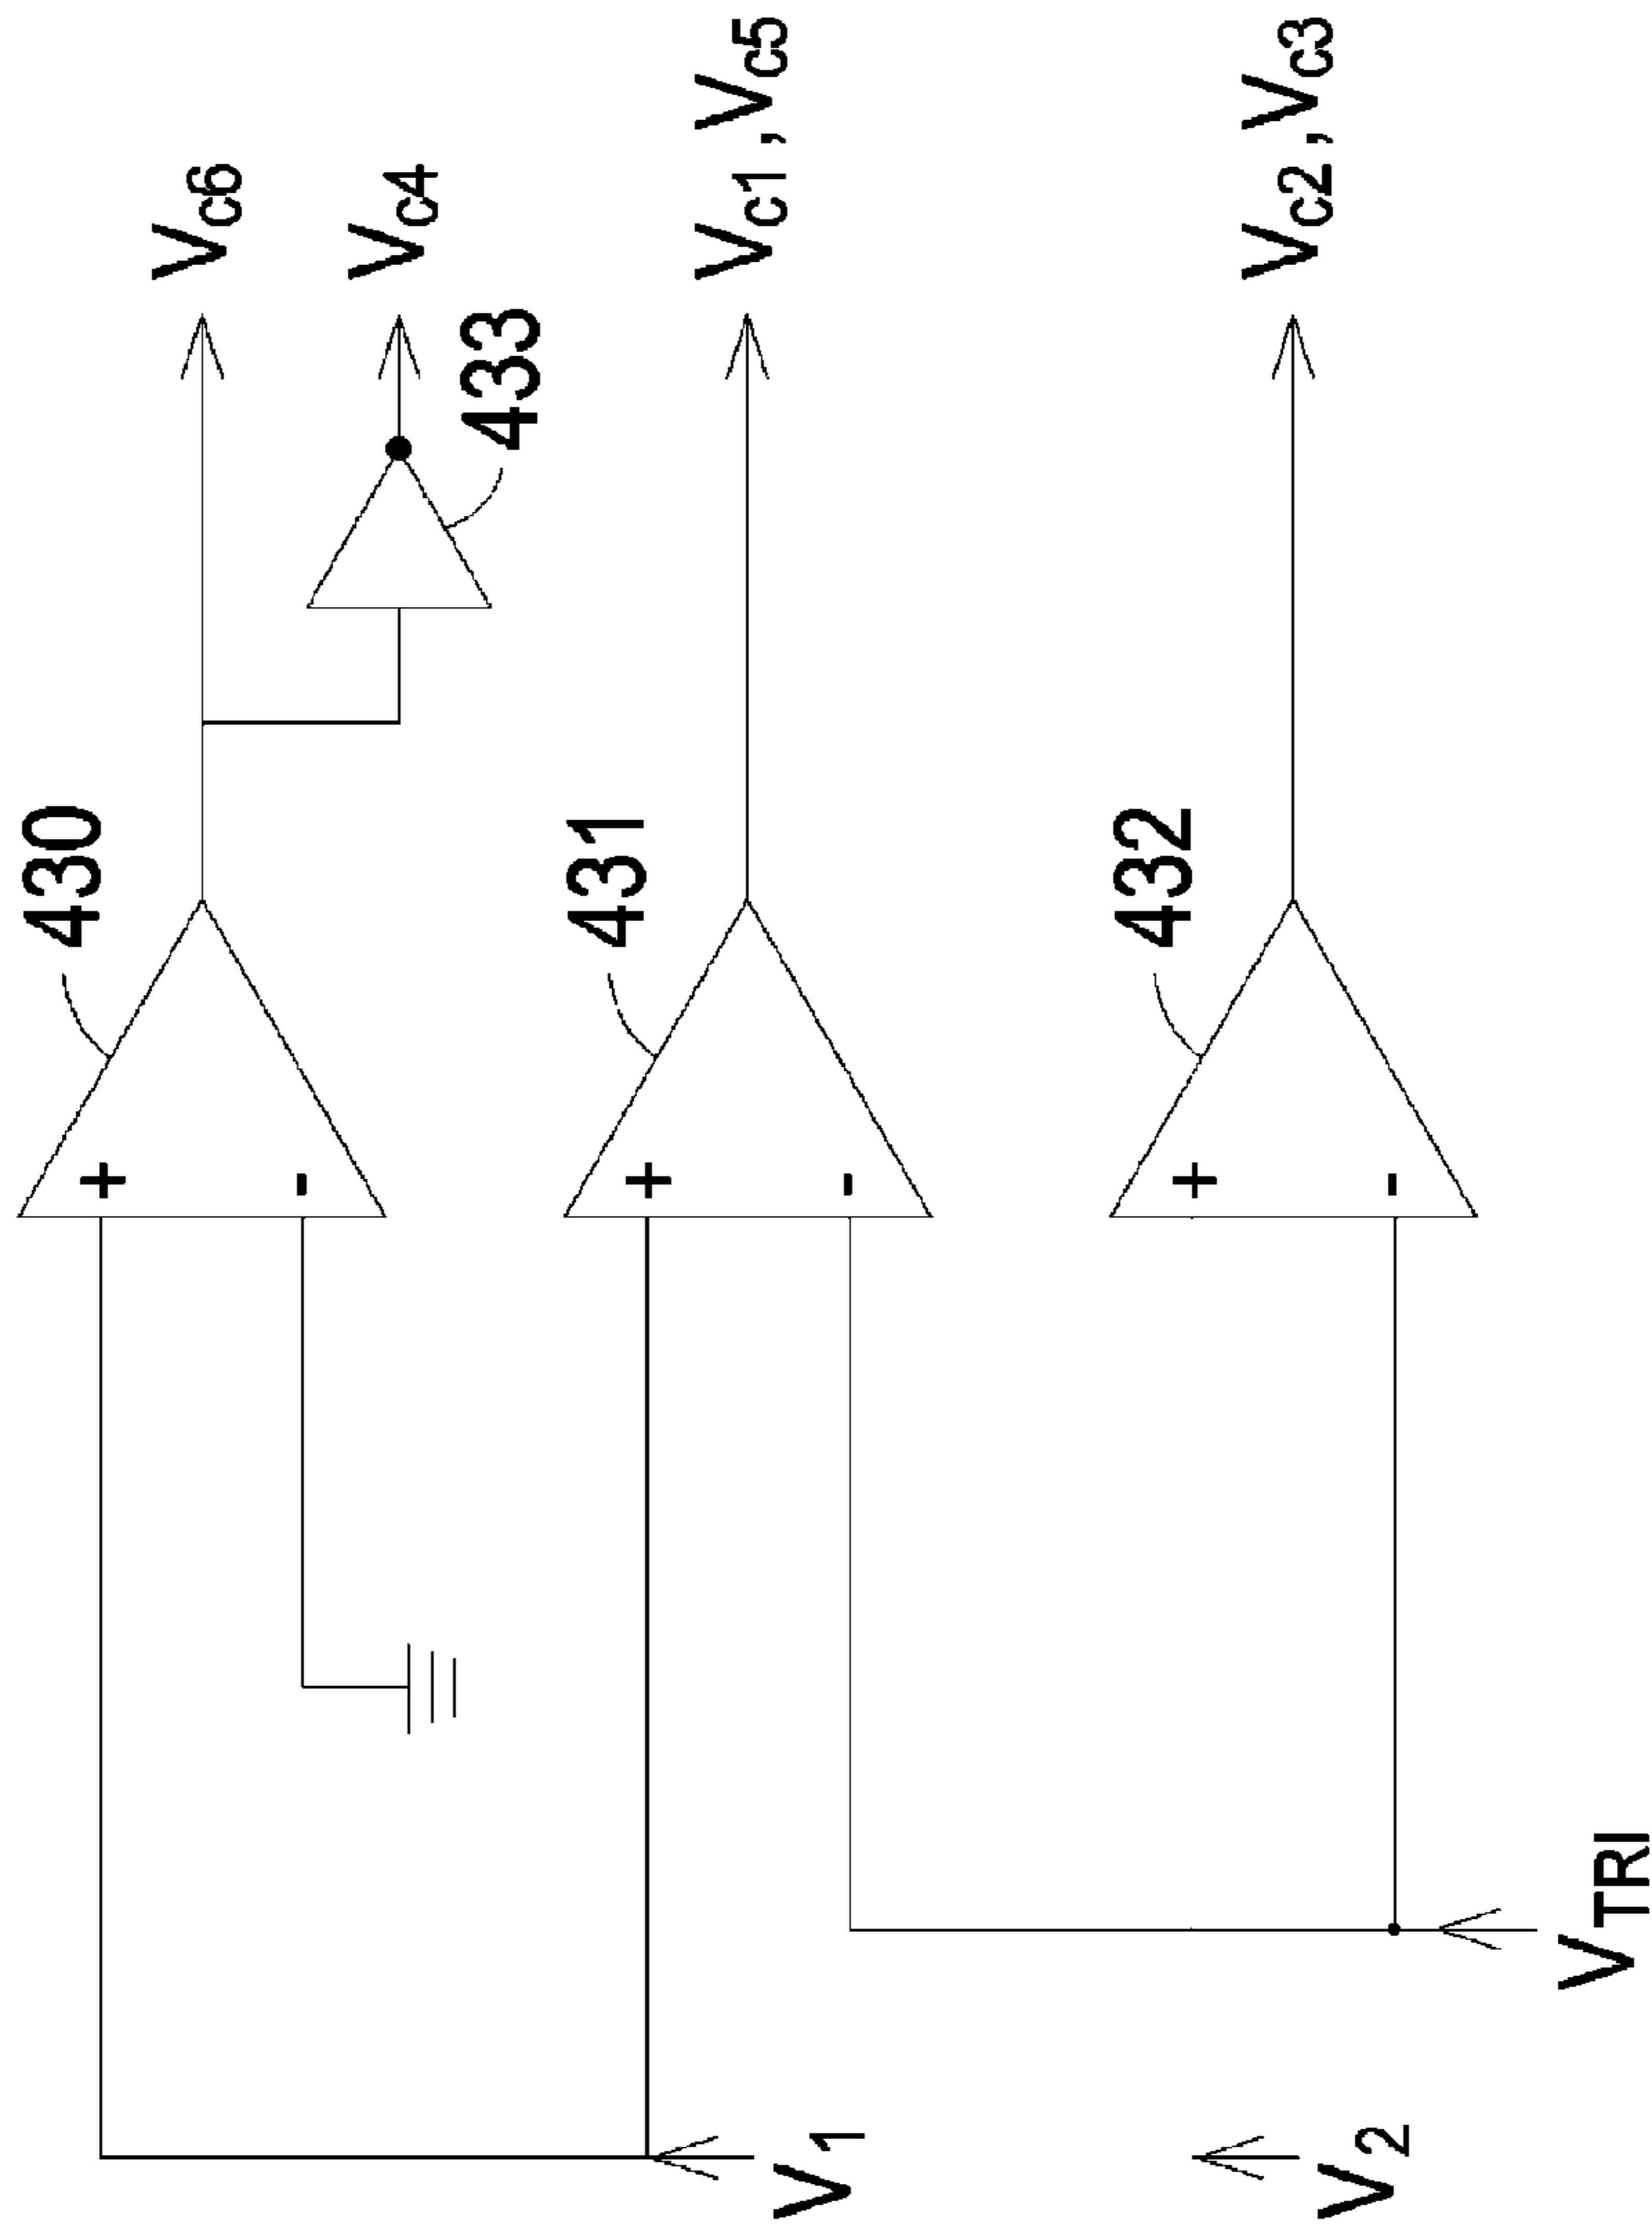 430
+
-
Vc6
Vc4
433
431
+
-
Vc1, Vc5
432
+
-
Vc2, Vc3
V1
V2
VTRI